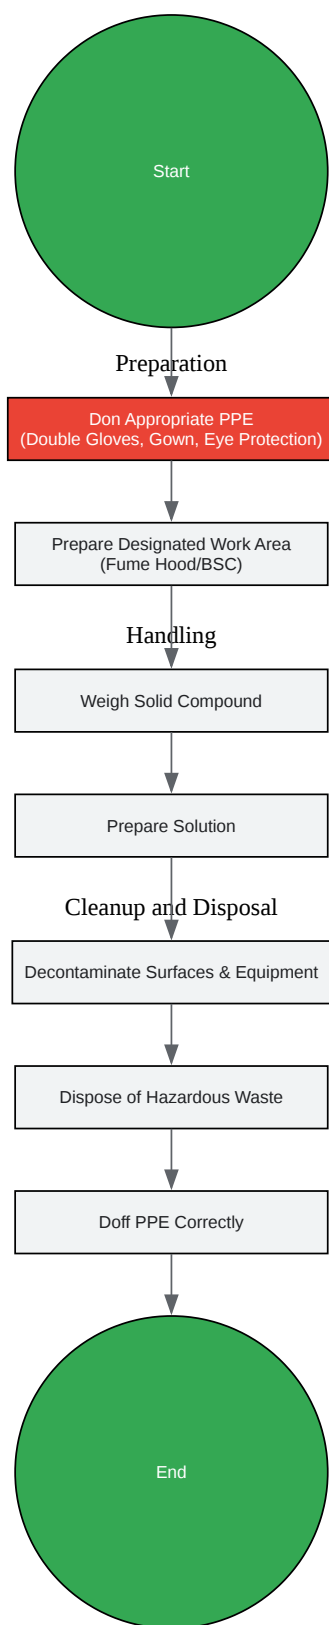 Start
Preparation
Don Appropriate PPE
(Double Gloves, Gown, Eye Protection)
Prepare Designated Work Area
(Fume Hood/BSC)
Handling
Weigh Solid Compound
Prepare Solution
Cleanup and Disposal
Decontaminate Surfaces & Equipment
Dispose of Hazardous Waste
Doff PPE Correctly
End